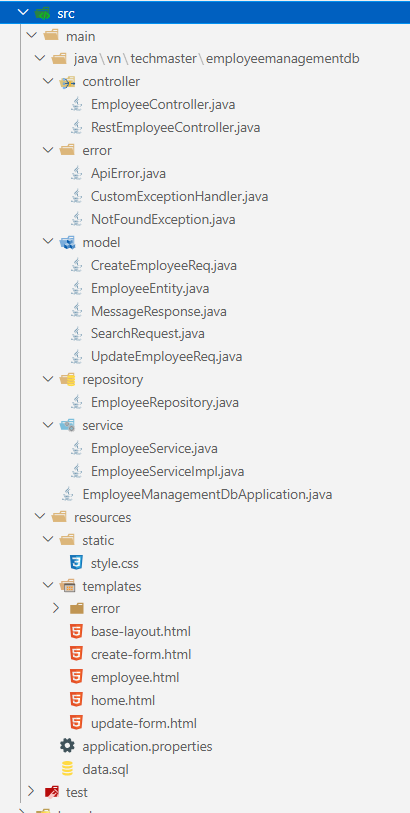 src
main
java\vn\techmaster\employeemanagementdb
controller
EmployeeController.java
RestEmployeeController.java
error
ApiError.java
CustomExceptionHandler.java
NotFoundException.java
model
CreateEmployeeReq.java
EmployeeEntity.java
MessageResponse.java
SearchRequest.java
UpdateEmployeeReq.java
repository
EmployeeRepository.java
service
EmployeeService.java
EmployeeServiceImpl.java
EmployeeManagementDbApplication.java
resources
static
style.css
templates
error
base-layout.html
create-form.html
employee.html
home.html
update-form.html
application.properties
data.sql
test